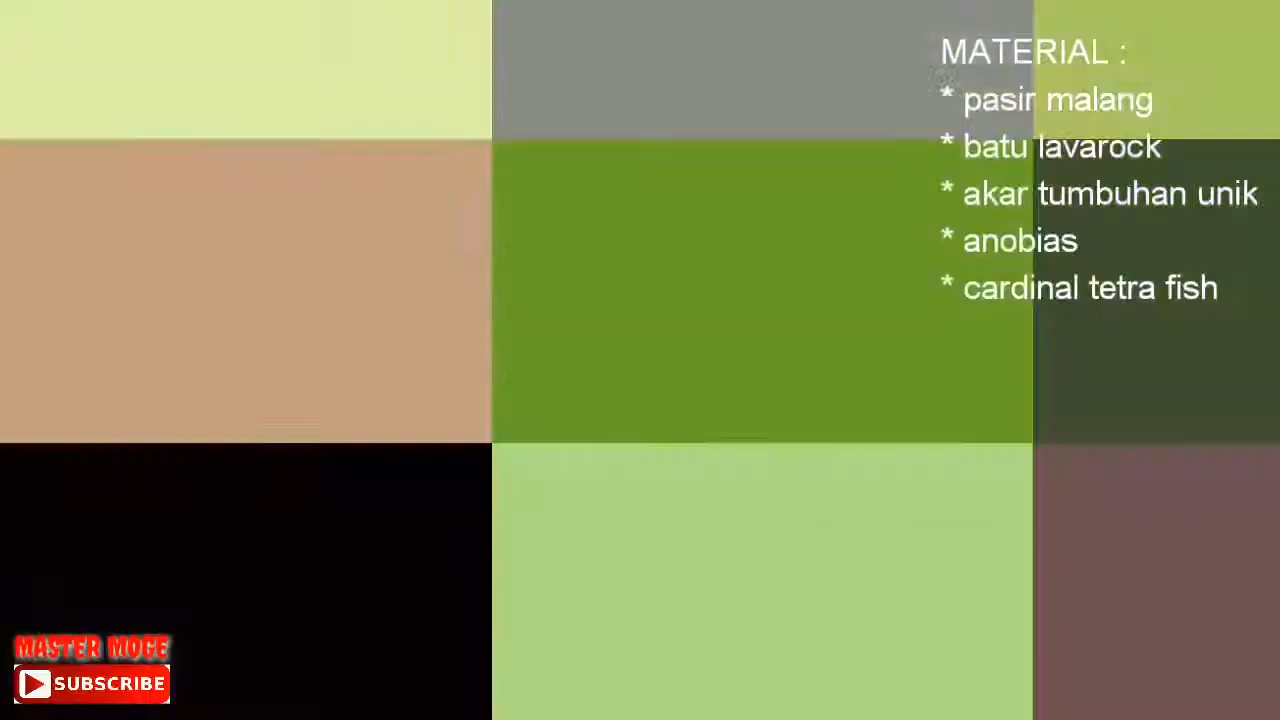 MATERIAL :
* pasir malang
* batu lavarock
* akar tumbuhan unik
* anobias
* cardinal tetra fish
MASTER MOGE
SUBSCRIBE